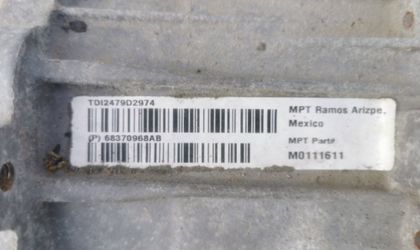 TDI2479D2974
(P) 68370968AB
MPT Ramos Arizpe,
Mexico
MPT Part#
M0111611